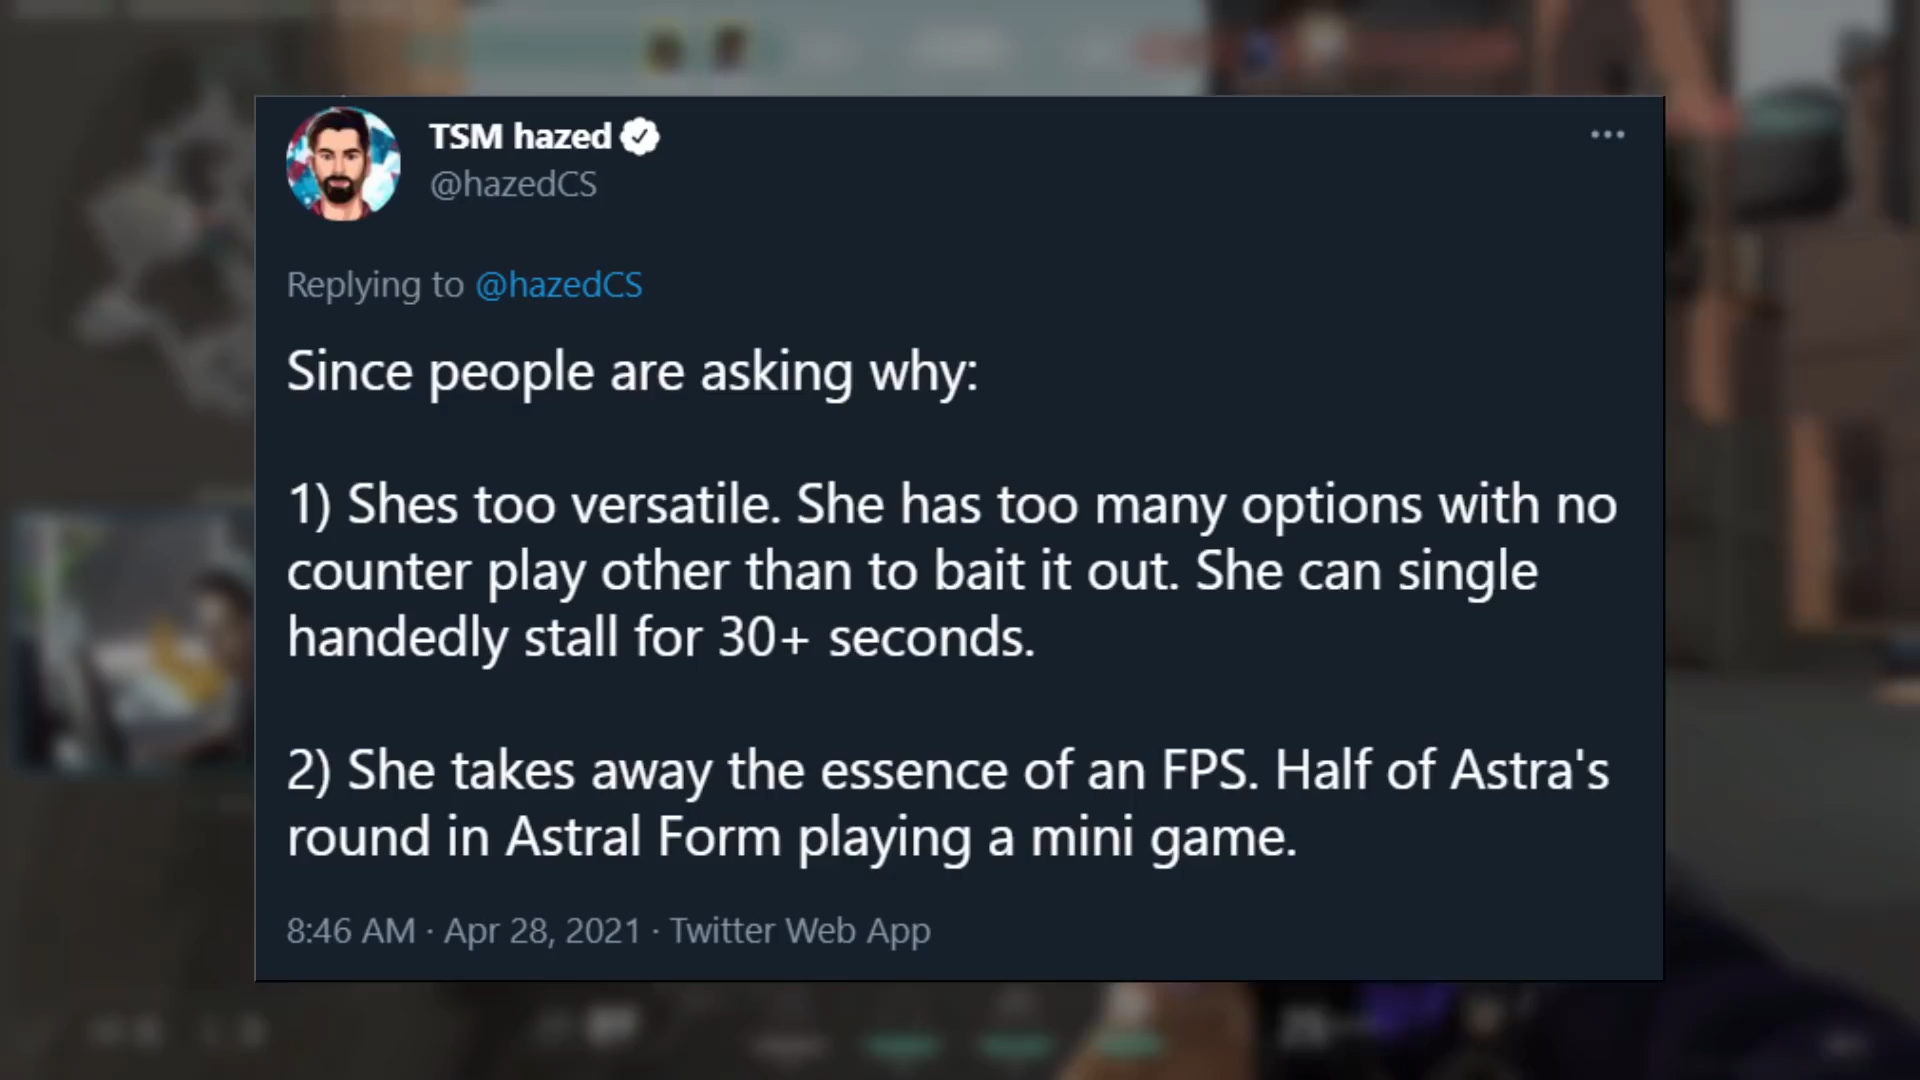 TSM hazed
@hazedCS
Replying to @hazedCS
Since people are asking why:
1) Shes too versatile. She has too many options with no
counter play other than to bait it out. She can single
handedly stall for 30+ seconds.
2) She takes away the essence of an FPS. Half of Astra's
round in Astral Form playing a mini game.
8:46 AM · Apr 28, 2021 · Twitter Web App